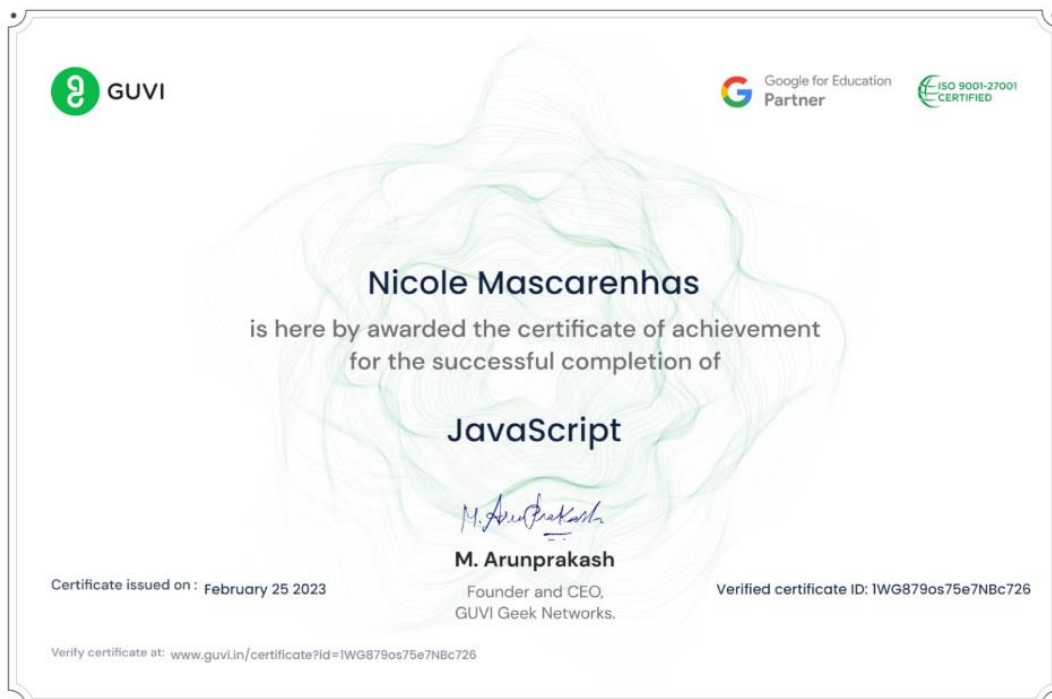 GUVI
Google for Education
Partner
ISO 9001-27001
CERTIFIED
Nicole Mascarenhas
is here by awarded the certificate of achievement
for the successful completion of
JavaScript
M. Arunprakash
M. Arunprakash
Founder and CEO,
GUVI Geek Networks.
Certificate issued on : February 25 2023
Verified certificate ID: 1WG879os75e7NBc726
Verify certificate at: www.guvi.in/certificate?id=1WG879os75e7NBc726